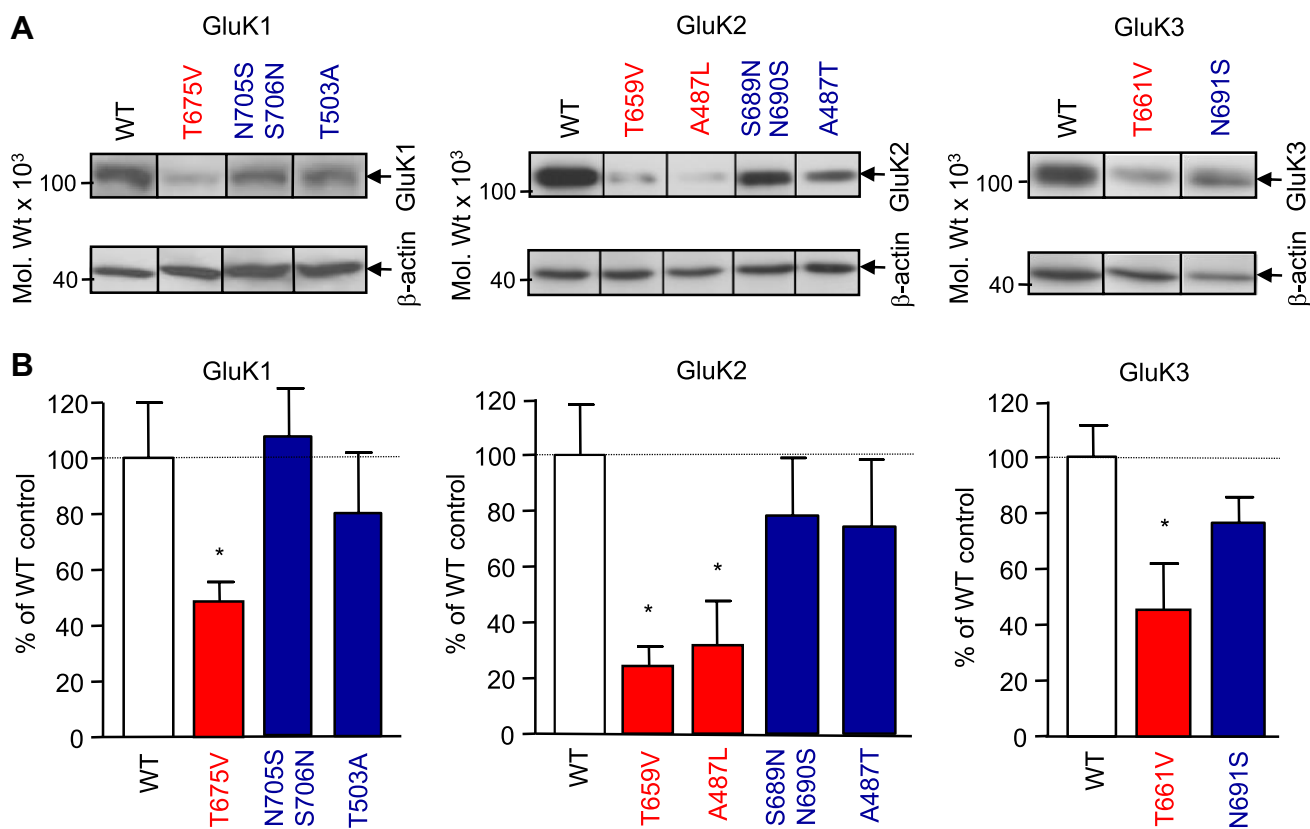 A
GluK1
GluK2
GluK3
WT
T675V
N705S
S706N
T503A
WT
T659V
A487L
S689N
N690S
A487T
WT
T661V
N691S
Mol. Wt x 10³
100
40
GluK1
β-actin
Mol. Wt x 10³
100
40
GluK2
β-actin
Mol. Wt x 10³
100
40
GluK3
β-actin
B
GluK1
% of WT control
120
100
80
60
40
20
0
*
WT
T675V
N705S
S706N
T503A
GluK2
% of WT control
120
100
80
60
40
20
0
*
*
WT
T659V
A487L
S689N
N690S
A487T
GluK3
% of WT control
120
100
80
60
40
20
0
*
WT
T661V
N691S